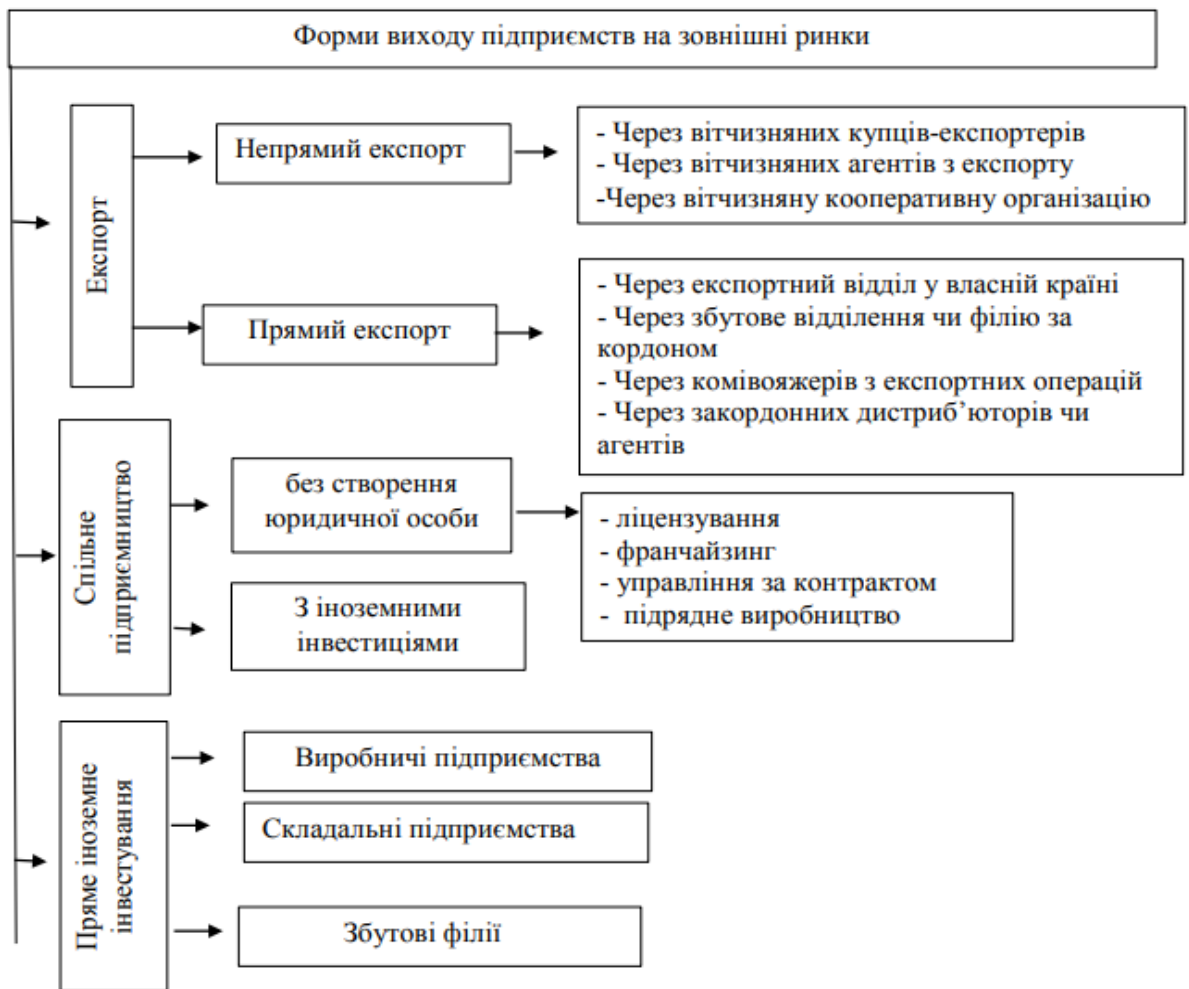 Форми виходу підприємств на зовнішні ринки
Експорт
Непрямий експорт
- Через вітчизняних купців-експортерів
- Через вітчизняних агентів з експорту
-Через вітчизняну кооперативну організацію
Прямий експорт
- Через експортний відділ у власній країні
- Через збутове відділення чи філію за
кордоном
- Через комівояжерів з експортних операцій
- Через закордонних дистриб’юторів чи
агентів
Спільне
підприємництво
без створення
юридичної особи
- ліцензування
- франчайзинг
- управління за контрактом
- підрядне виробництво
З іноземними
інвестиціями
Пряме іноземне
інвестування
Виробничі підприємства
Складальні підприємства
Збутові філії